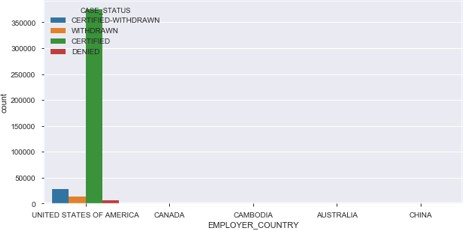 CASE_STATUS
CERTIFIED-WITHDRAWN
WITHDRAWN
CERTIFIED
DENIED
350000
300000
250000
200000
150000
100000
50000
0
count
UNITED STATES OF AMERICA CANADA CAMBODIA AUSTRALIA CHINA
EMPLOYER_COUNTRY